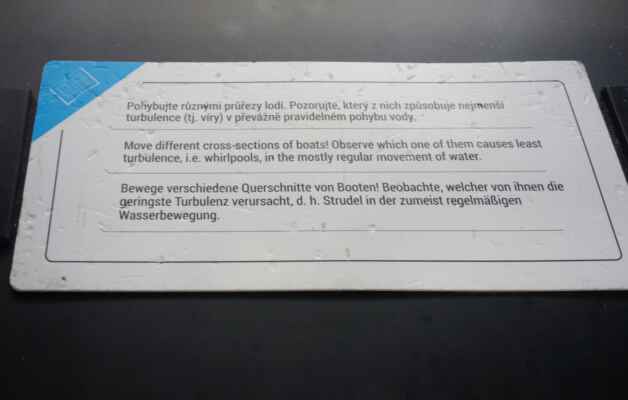 Pohybujte různými průřezy lodí. Pozorujte, který z nich způsobuje nejmenší
turbulence (tj. víry) v převážně pravidelném pohybu vody.
Move different cross-sections of boats! Observe which one of them causes least
turbulence, i.e. whirlpools, in the mostly regular movement of water.
Bewege verschiedene Querschnitte von Booten! Beobachte, welcher von ihnen die
geringste Turbulenz verursacht, d. h. Strudel in der zumeist regelmäßigen
Wasserbewegung.